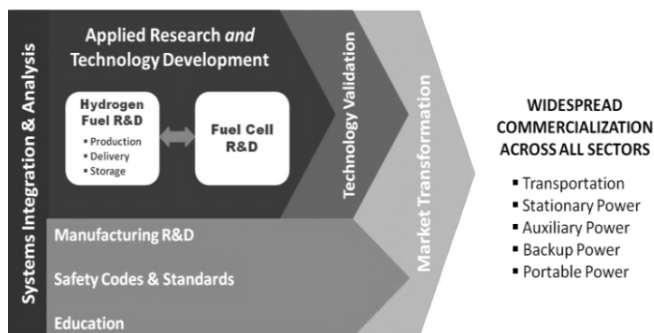 Systems Integration & Analysis
Applied Research and
Technology Development
Hydrogen
Fuel R&D
▪ Production
▪ Delivery
▪ Storage
Fuel Cell
R&D
Technology Validation
Market Transformation
Manufacturing R&D
Safety Codes & Standards
Education
WIDESPREAD
COMMERCIALIZATION
ACROSS ALL SECTORS
▪ Transportation
▪ Stationary Power
▪ Auxiliary Power
▪ Backup Power
▪ Portable Power